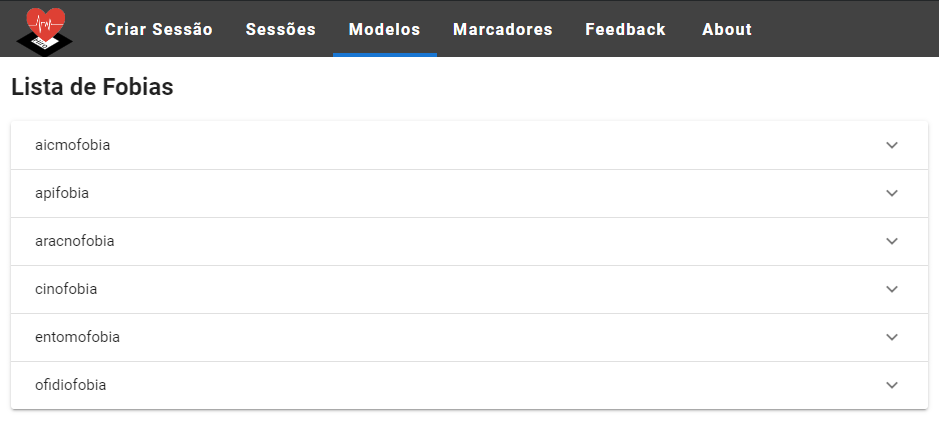 Criar Sessão Sessões Modelos Marcadores Feedback About
Lista de Fobias
aicmofobia
apifobia
aracnofobia
cinofobia
entomofobia
ofidiofobia